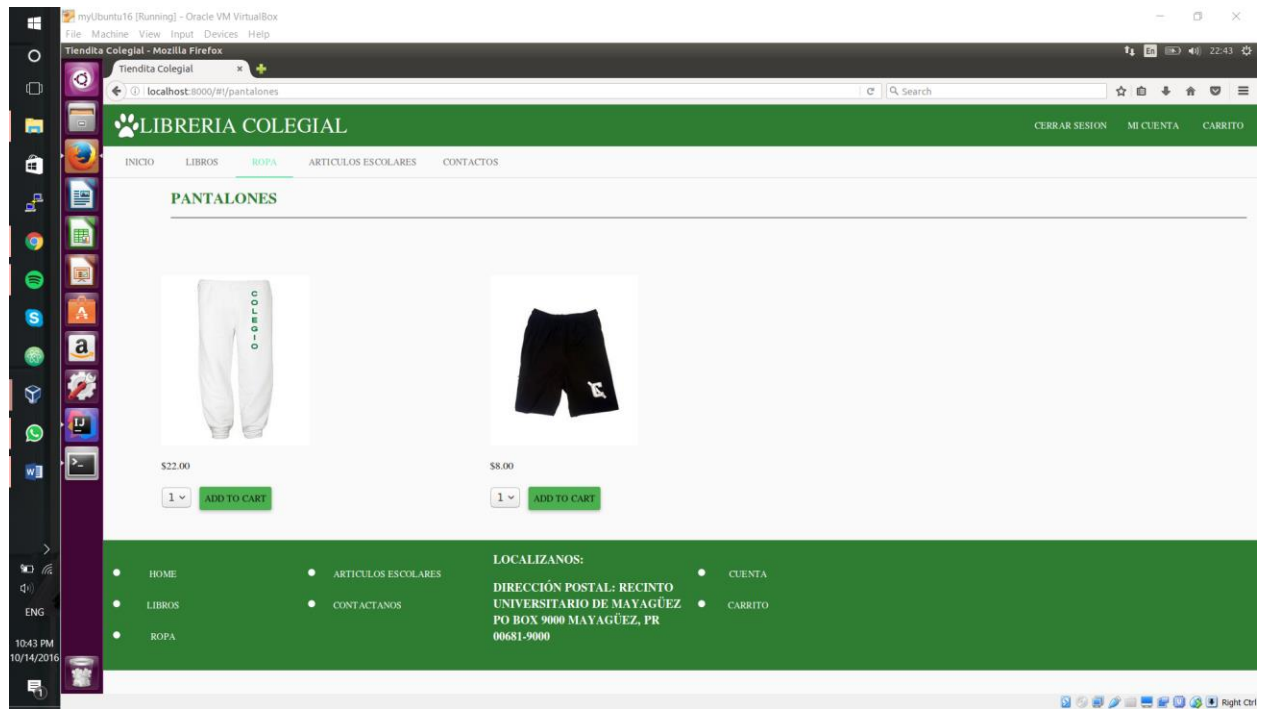 myUbuntu16 [Running] - Oracle VM VirtualBox
File Machine View Input Devices Help
Tiendita Colegial - Mozilla Firefox
En 22:43
Tiendita Colegial
localhost:8000/#!/pantalones
Search
LIBRERIA COLEGIAL
CERRAR SESION MI CUENTA CARRITO
INICIO LIBROS ROPA ARTICULOS ESCOLARES CONTACTOS
PANTALONES
COLEGIO
$22.00
$8.00
1 ADD TO CART
1 ADD TO CART
HOME
LIBROS
ROPA
ARTICULOS ESCOLARES
CONTACTANOS
LOCALIZANOS:
DIRECCIÓN POSTAL: RECINTO
UNIVERSITARIO DE MAYAGÜEZ
PO BOX 9000 MAYAGÜEZ, PR
00681-9000
CUENTA
CARRITO
ENG
10:43 PM
10/14/2016
1
Right Ctrl